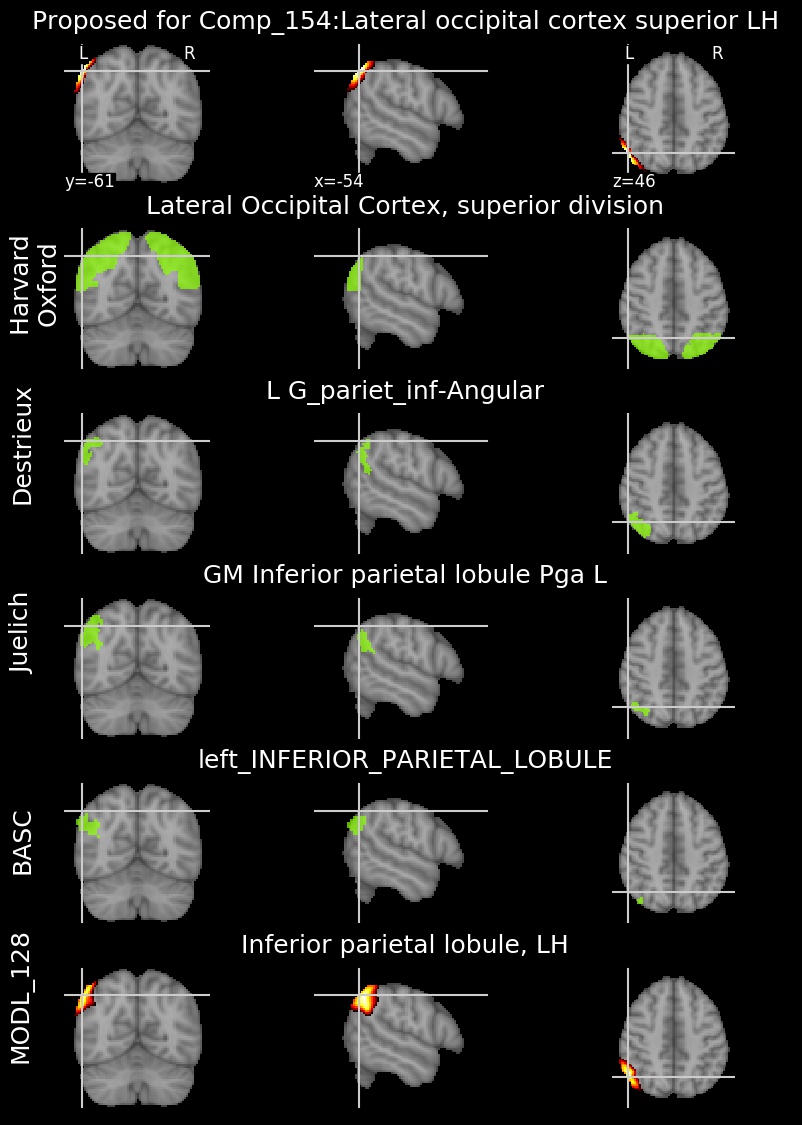 Proposed for Comp_154:Lateral occipital cortex superior LH
L R
L R
y=-61
x=-54
z=46
Lateral Occipital Cortex, superior division
Harvard
Oxford
L G_pariet_inf-Angular
Destrieux
GM Inferior parietal lobule Pga L
Juelich
left_INFERIOR_PARIETAL_LOBULE
BASC
Inferior parietal lobule, LH
MODL_128